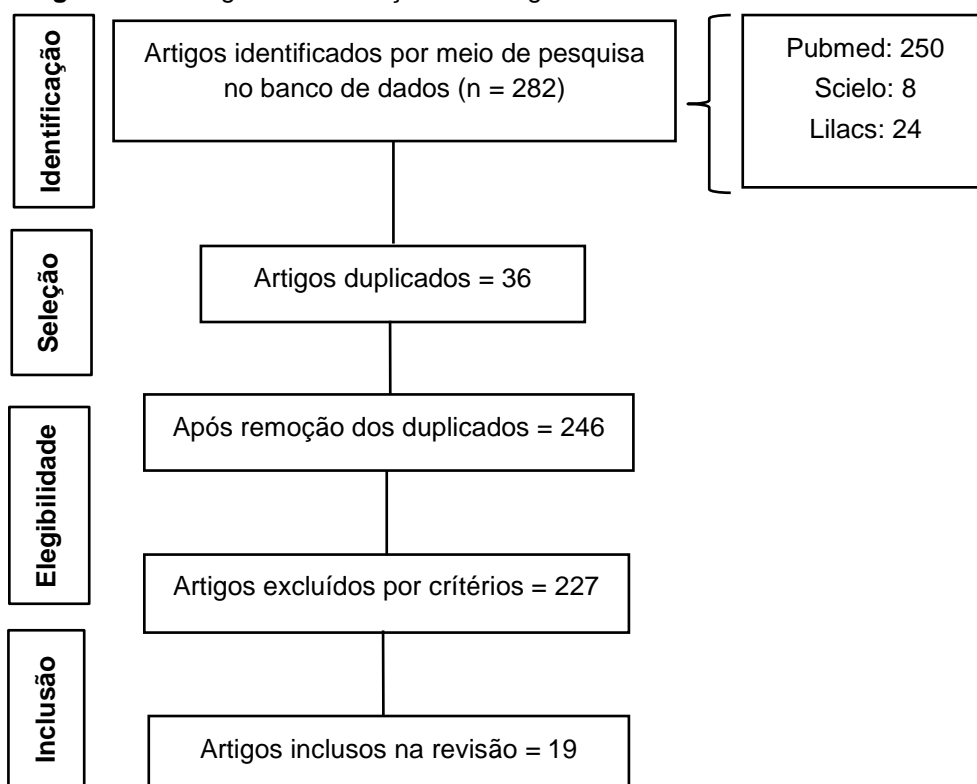 Identificação
Artigos identificados por meio de pesquisa
no banco de dados (n = 282)
Pubmed: 250
Scielo: 8
Lilacs: 24
Seleção
Artigos duplicados = 36
Elegibilidade
Após remoção dos duplicados = 246
Artigos excluídos por crítérios = 227
Inclusão
Artigos inclusos na revisão = 19